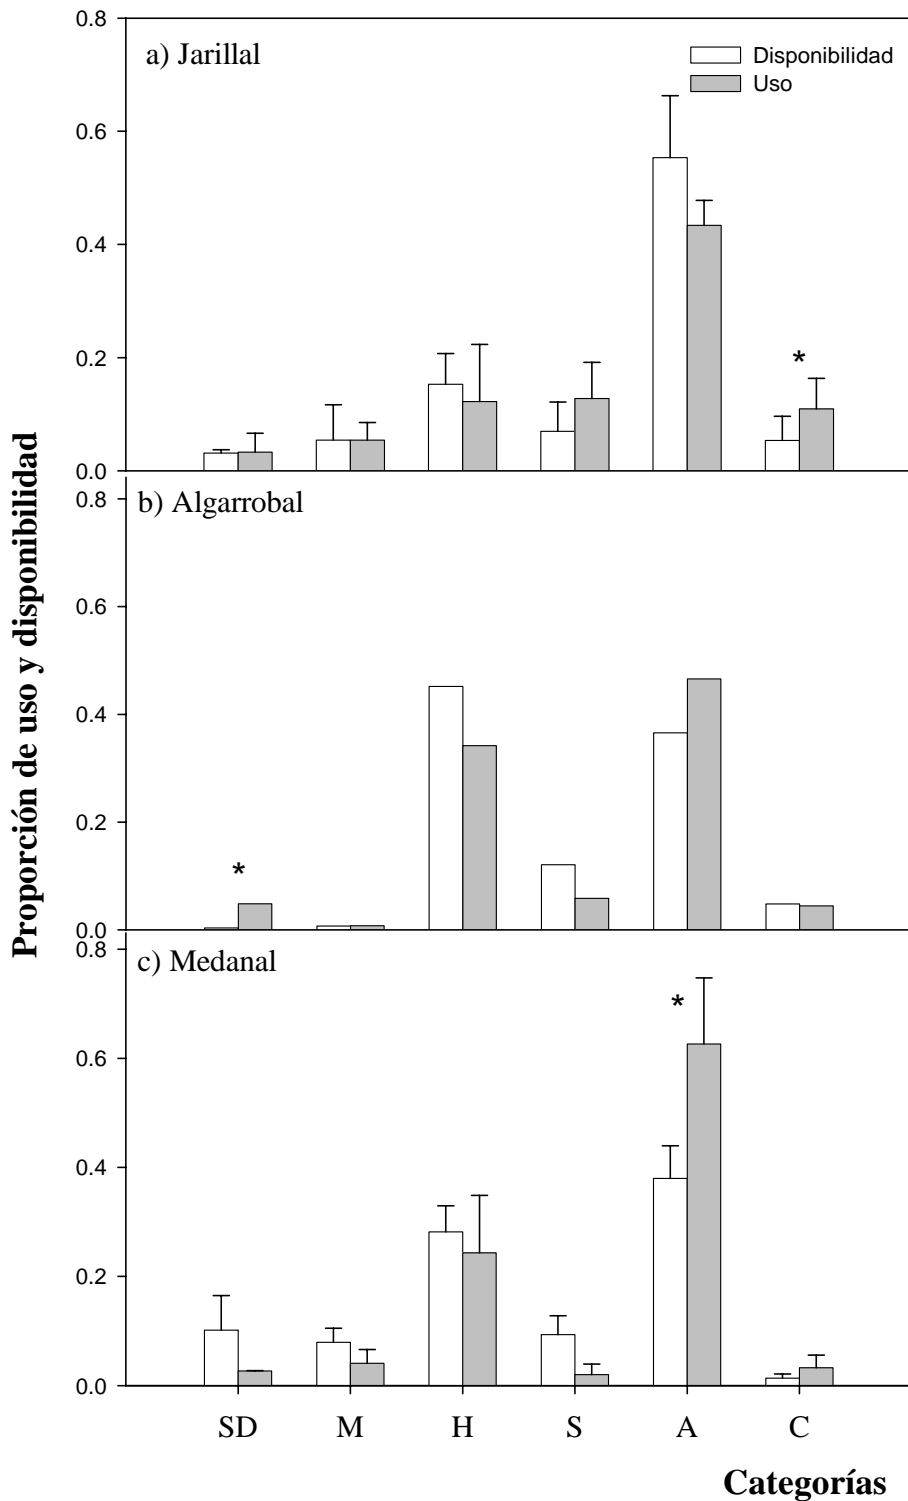 Proporción de uso y disponibilidad
a) Jarillal
Disponibilidad
Uso
0.8
0.6
0.4
0.2
0.0
*
b) Algarrobal
0.8
0.6
0.4
0.2
0.0
*
c) Medanal
0.8
0.6
0.4
0.2
0.0
*
SD M H S A C
Categorías